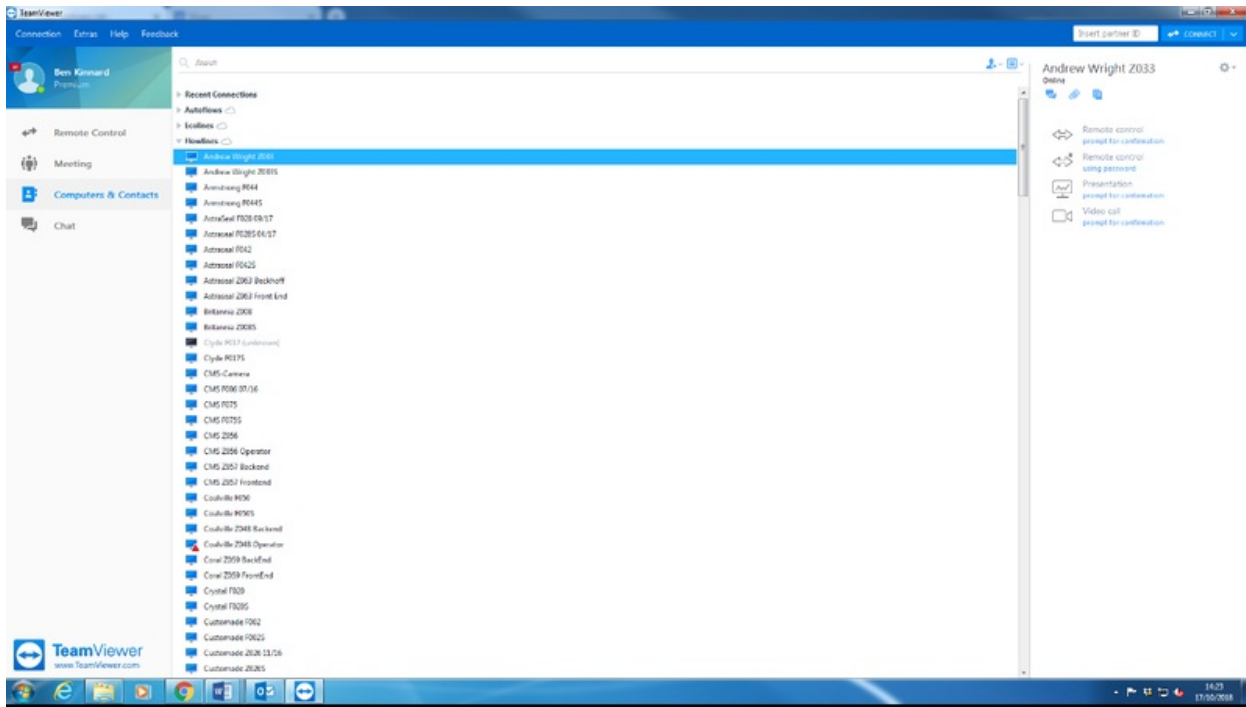 TeamViewer
Connection Extras Help Feedback
Insert partner ID
CONNECT
Ben Kinnard
Premium
Remote Control
Meeting
Computers & Contacts
Chat
TeamViewer
www.TeamViewer.com
Search
Recent Connections
Autoflows
Ecolines
Howlines
Andrew Wright
Andrew Wright
Armstrong F044
Armstrong F044S
AstraSeal F028 09/17
Astraseal F028S 04/17
Astraseal F042
Astraseal F042S
Astraseal Z063 Beckhoff
Astraseal Z063 Front End
Britannia Z008
Britannia Z008S
Clyde F017 (unknown)
Clyde F017S
CMS-Camera
CMS F086 07/16
CMS F075
CMS F075S
CMS Z056
CMS Z056 Operator
CMS Z057 Backend
CMS Z057 Frontend
Coalville F050
Coalville F050S
Coalville Z048 Backend
Coalville Z048 Operator
Coral Z059 BackEnd
Coral Z059 FrontEnd
Crystal F020
Crystal F020S
Customade F002
Customade F002S
Customade Z026 11/16
Customade Z026S
Andrew Wright Z033
Online
Remote control
prompt for confirmation
Remote control
using password
Presentation
prompt for confirmation
Video call
prompt for confirmation
14:23
17/10/2018